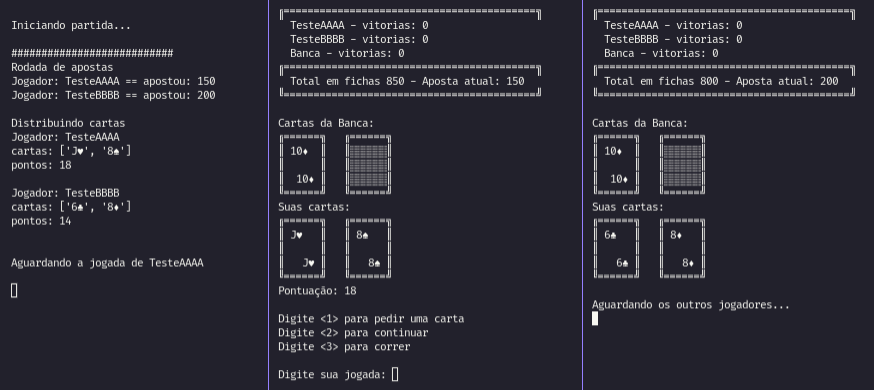 Iniciando partida...
###########################
Rodada de apostas
Jogador: TesteAAAA == apostou: 150
Jogador: TesteBBBB == apostou: 200
Distribuindo cartas
Jogador: TesteAAAA
cartas: ['J♥', '8♠']
pontos: 18
Jogador: TesteBBBB
cartas: ['6♣', '8♦']
pontos: 14
Aguardando a jogada de TesteAAAA
TesteAAAA - vitorias: 0
TesteBBBB - vitorias: 0
Banca - vitorias: 0
Total em fichas 850 - Aposta atual: 150
Cartas da Banca:
10♦
10♦
Suas cartas:
J♥ 8♠
J♥ 8♠
Pontuação: 18
Digite <1> para pedir uma carta
Digite <2> para continuar
Digite <3> para correr
Digite sua jogada:
TesteAAAA - vitorias: 0
TesteBBBB - vitorias: 0
Banca - vitorias: 0
Total em fichas 800 - Aposta atual: 200
Cartas da Banca:
10♦
10♦
Suas cartas:
6♣ 8♦
6♣ 8♦
Aguardando os outros jogadores...